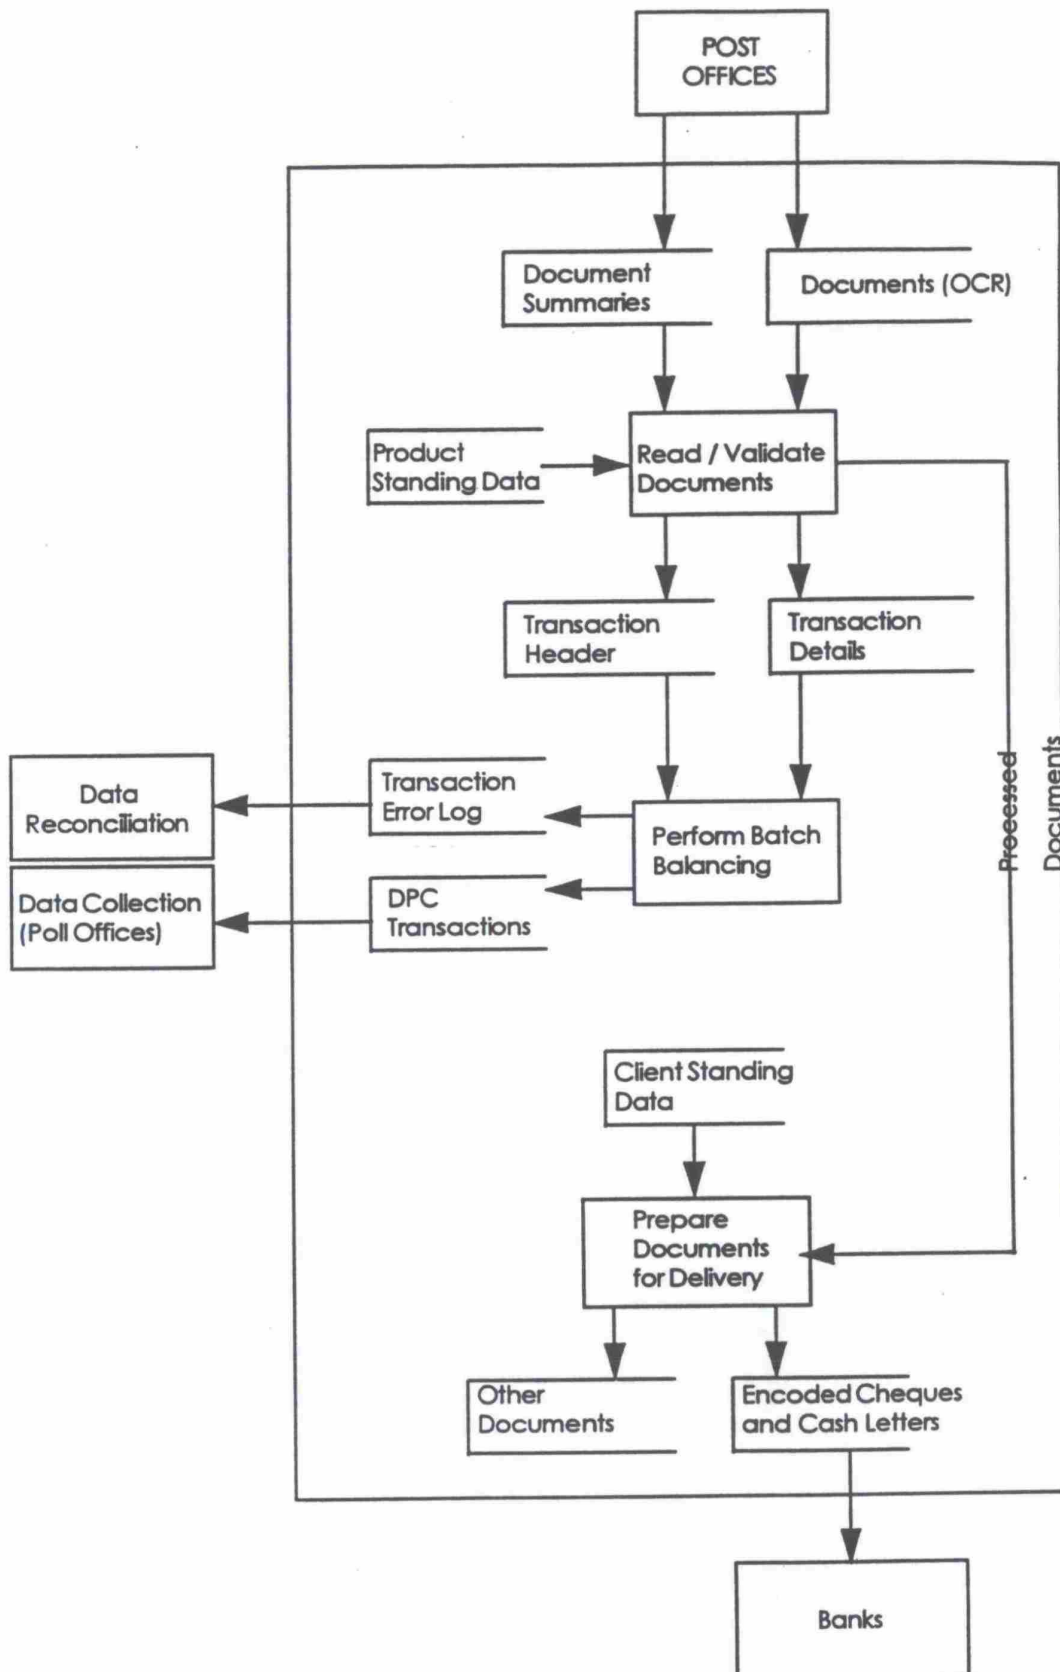 POST
OFFICES
Document
Summaries
Documents (OCR)
Product
Standing Data
Read / Validate
Documents
Transaction
Header
Transaction
Details
Processed
Documents
Data
Reconciliation
Transaction
Error Log
Perform Batch
Balancing
Data Collection
(Poll Offices)
DPC
Transactions
Client Standing
Data
Prepare
Documents
for Delivery
Other
Documents
Encoded Cheques
and Cash Letters
Banks